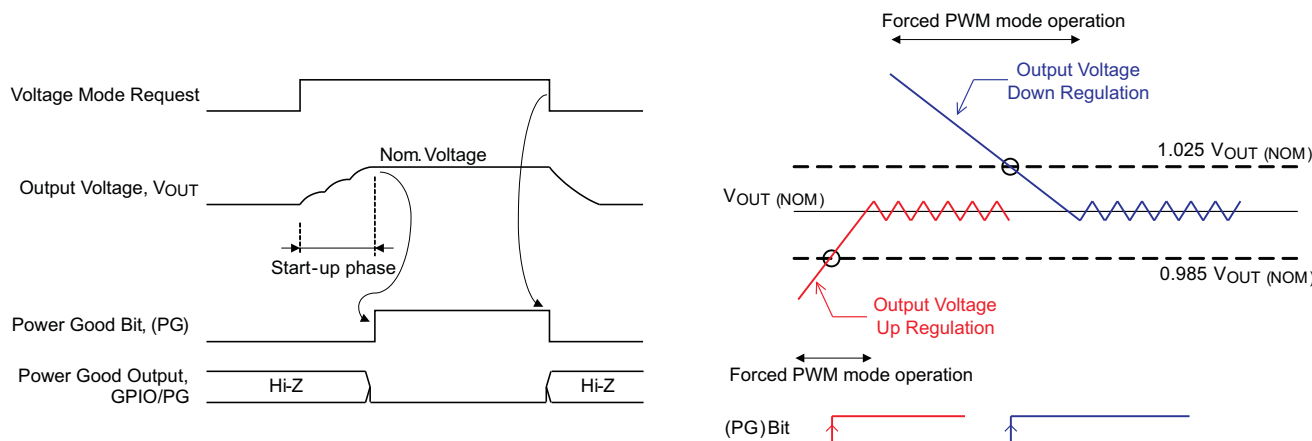 Voltage Mode Request
Nom. Voltage
Output Voltage, VOUT
Start-up phase
Power Good Bit, (PG)
Power Good Output,
GPIO/PG
Hi-Z
Hi-Z
Forced PWM mode operation
Output Voltage
Down Regulation
1.025 VOUT (NOM)
VOUT (NOM)
0.985 VOUT (NOM)
Output Voltage
Up Regulation
Forced PWM mode operation
(PG) Bit